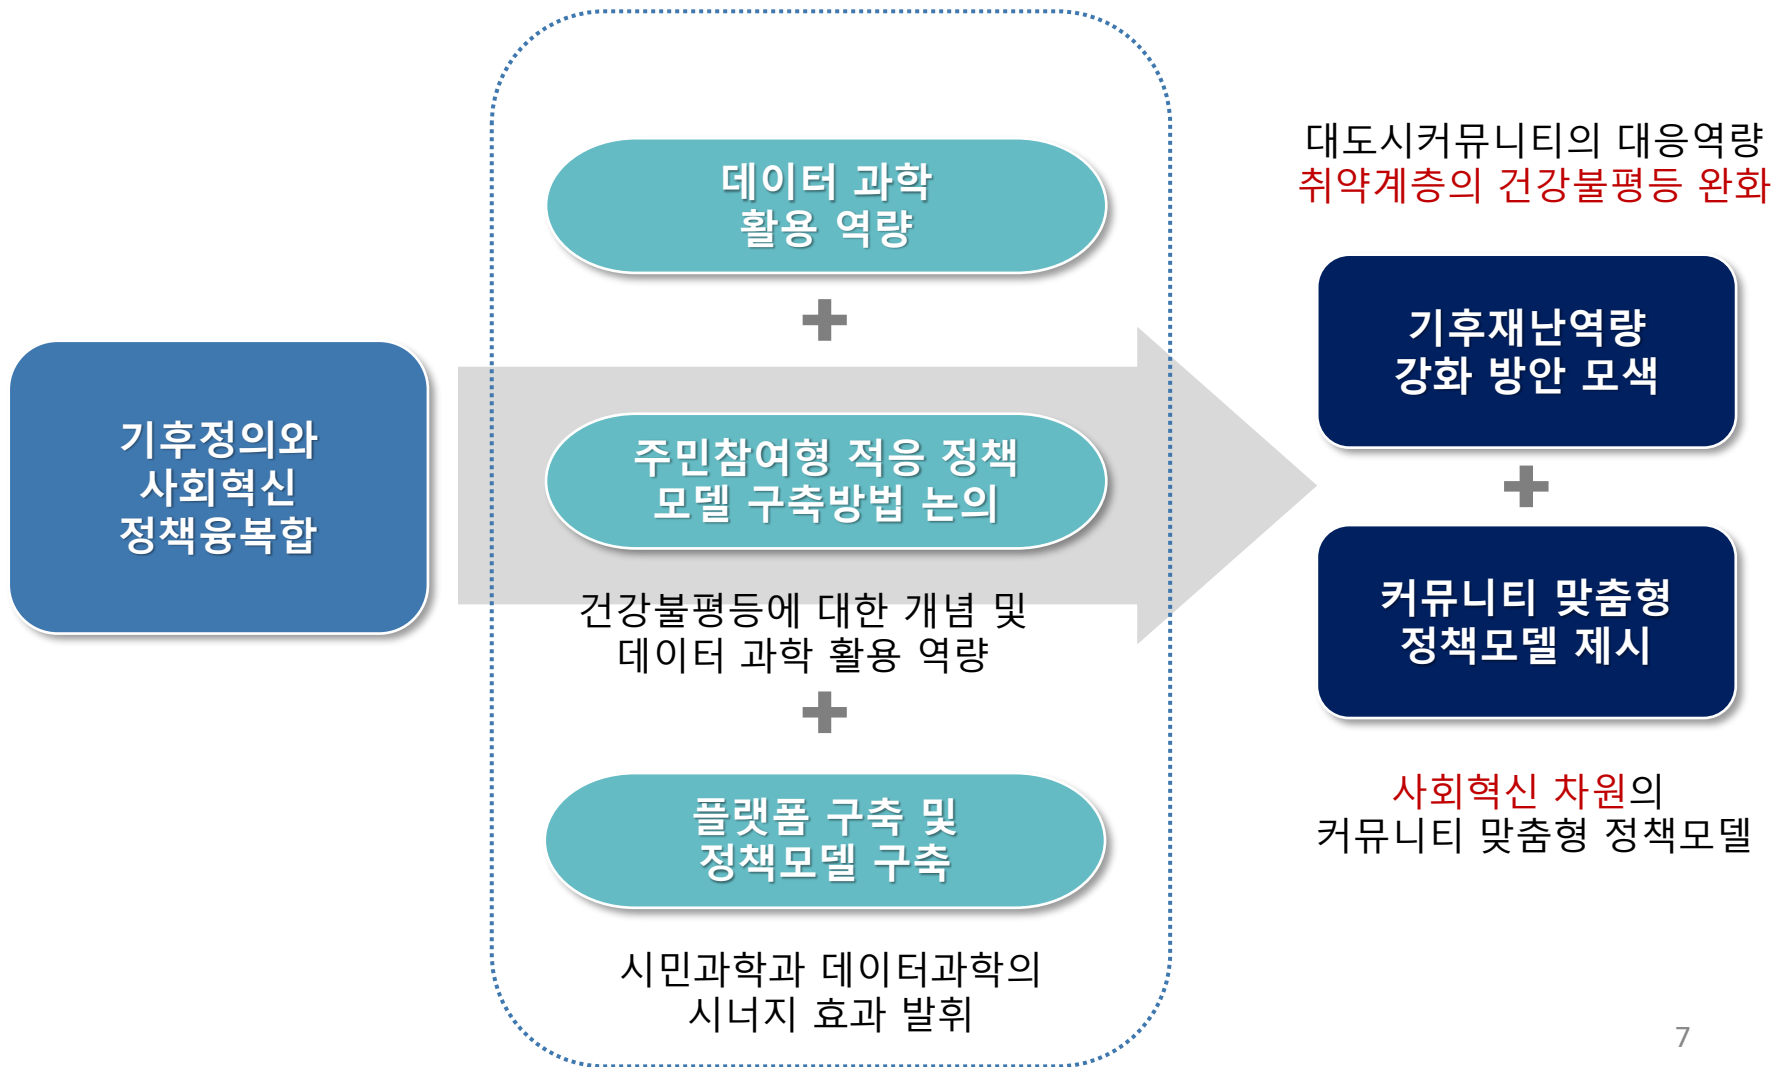 기후정의와
사회혁신
정책융복합
데이터 과학
활용 역량
주민참여형 적응 정책
모델 구축방법 논의
건강불평등에 대한 개념 및
데이터 과학 활용 역량
플랫폼 구축 및
정책모델 구축
시민과학과 데이터과학의
시너지 효과 발휘
대도시커뮤니티의 대응역량
취약계층의 건강불평등 완화
기후재난역량
강화 방안 모색
커뮤니티 맞춤형
정책모델 제시
사회혁신 차원의
커뮤니티 맞춤형 정책모델
7